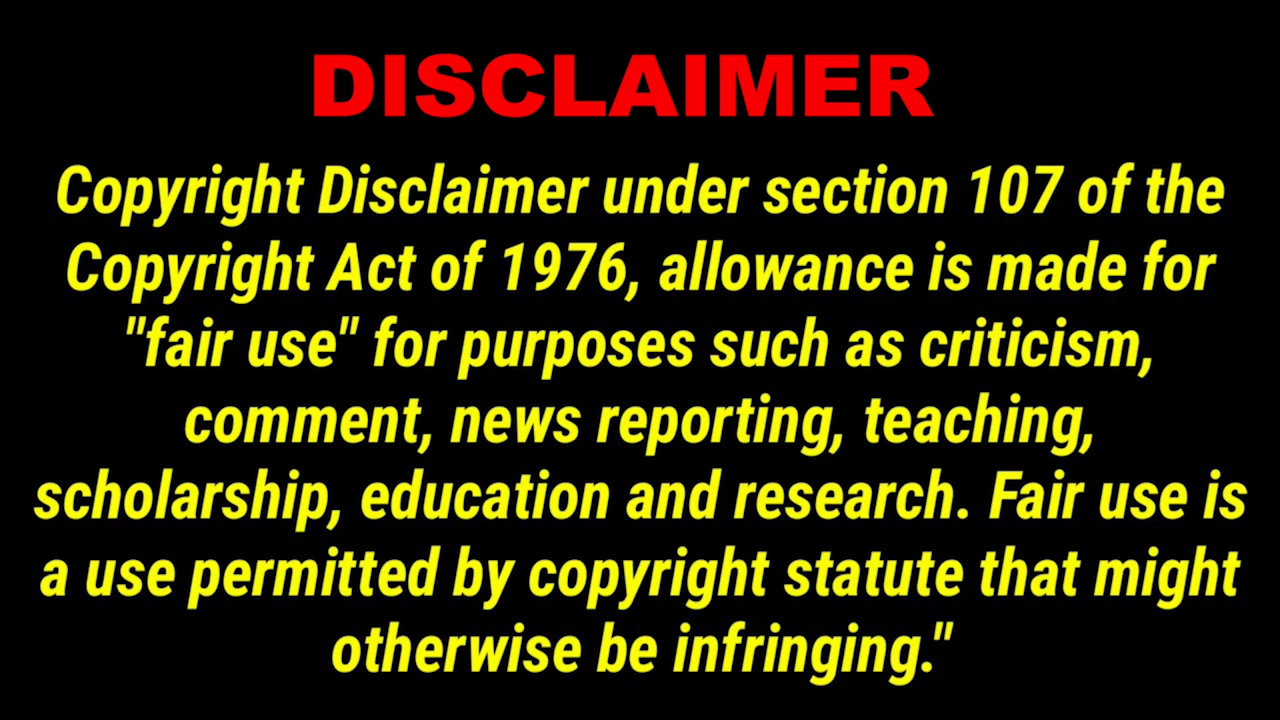 DISCLAIMER
Copyright Disclaimer under section 107 of the
Copyright Act of 1976, allowance is made for
"fair use" for purposes such as criticism,
comment, news reporting, teaching,
scholarship, education and research. Fair use is
a use permitted by copyright statute that might
otherwise be infringing."